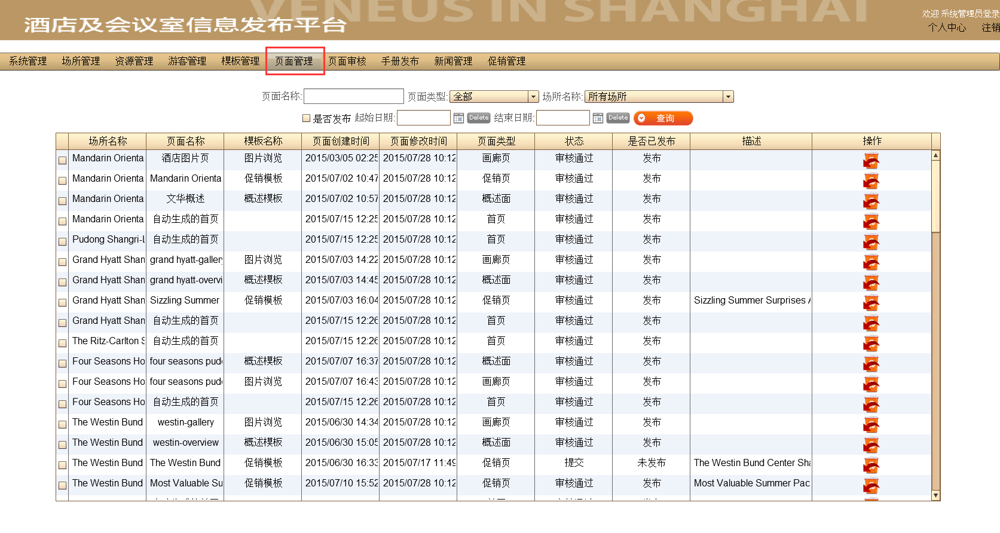 VENEUS IN SHANGHAI
酒店及会议室信息发布平台
欢迎 系统管理员登录
个人中心 注销
系统管理 场所管理 资源管理 游客管理 模板管理 页面管理 页面审核 手册发布 新闻管理 促销管理
页面名称: 页面类型: 全部 场所名称: 所有场所
是否发布 起始日期: Delete 结束日期: Delete 查询
场所名称 页面名称 模板名称 页面创建时间 页面修改时间 页面类型 状态 是否已发布 描述 操作
Mandarin Orienta 酒店图片页 图片浏览 2015/03/05 02:25 2015/07/28 10:12 画廊页 审核通过 发布
Mandarin Orienta Mandarin Orienta 促销模板 2015/07/02 10:47 2015/07/28 10:12 促销页 审核通过 发布
Mandarin Orienta 文华概述 概述模板 2015/07/02 10:57 2015/07/28 10:12 概述面 审核通过 发布
Mandarin Orienta 自动生成的首页 2015/07/15 12:25 2015/07/28 10:12 首页 审核通过 发布
Pudong Shangri-L 自动生成的首页 2015/07/15 12:25 2015/07/28 10:12 首页 审核通过 发布
Grand Hyatt Shan grand hyatt-gallery 图片浏览 2015/07/03 14:22 2015/07/28 10:12 画廊页 审核通过 发布
Grand Hyatt Shan grand hyatt-overvi 概述模板 2015/07/03 14:45 2015/07/28 10:12 概述面 审核通过 发布
Grand Hyatt Shan Sizzling Summer 促销模板 2015/07/03 16:04 2015/07/28 10:12 促销页 审核通过 发布 Sizzling Summer Surprises A
Grand Hyatt Shan 自动生成的首页 2015/07/15 12:26 2015/07/28 10:12 首页 审核通过 发布
The Ritz-Carlton S 自动生成的首页 2015/07/15 12:26 2015/07/28 10:12 首页 审核通过 发布
Four Seasons Ho four seasons pudo 概述模板 2015/07/07 16:37 2015/07/28 10:12 概述面 审核通过 发布
Four Seasons Ho four seasons pudo 图片浏览 2015/07/07 16:43 2015/07/28 10:12 画廊页 审核通过 发布
Four Seasons Ho 自动生成的首页 2015/07/15 12:26 2015/07/28 10:12 首页 审核通过 发布
The Westin Bund westin-gallery 图片浏览 2015/06/30 14:34 2015/07/28 10:12 画廊页 审核通过 发布
The Westin Bund westin-overview 概述模板 2015/06/30 15:05 2015/07/28 10:12 概述面 审核通过 发布
The Westin Bund The Westin Bund 促销模板 2015/06/30 16:33 2015/07/17 11:49 促销页 提交 未发布 The Westin Bund Center Sha
The Westin Bund Most Valuable Su 促销模板 2015/07/10 15:52 2015/07/28 10:12 促销页 审核通过 发布 Most Valuable Summer Pac